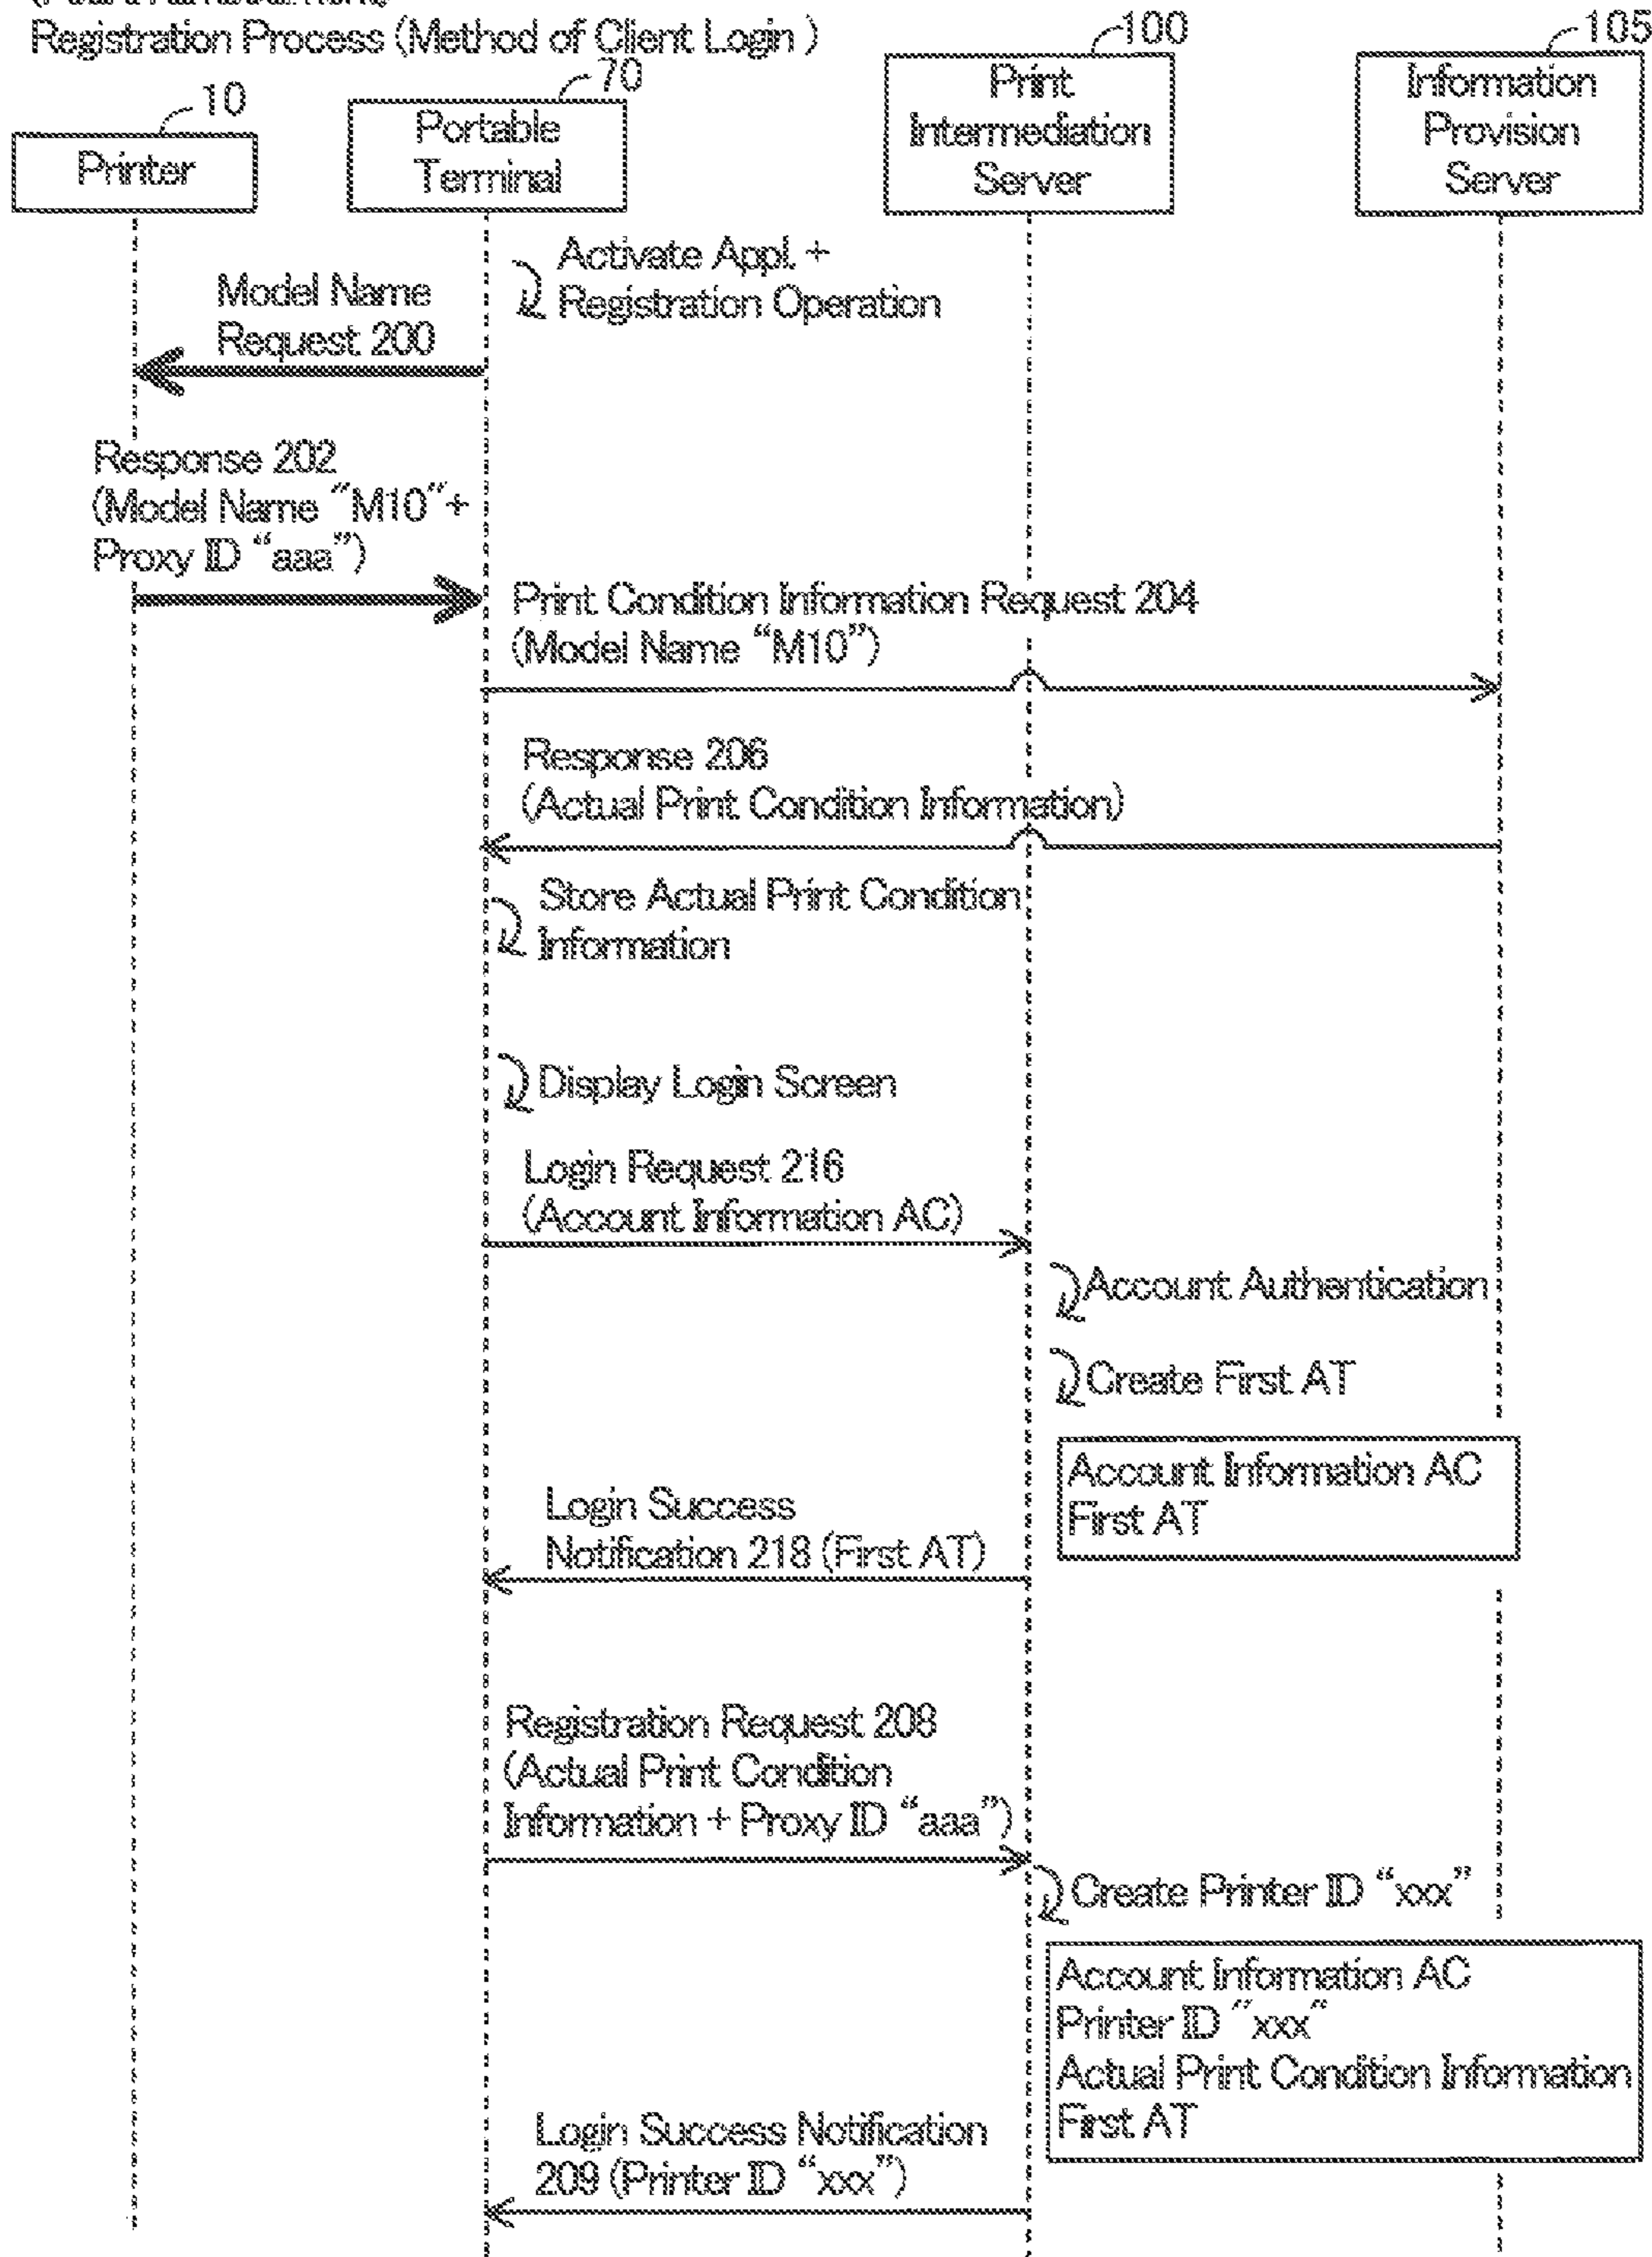 Registration Process (Method of Client Login )
10
Printer
70
Portable
Terminal
100
Print
Intermediation
Server
105
Information
Provision
Server
Activate Appl. +
Registration Operation
Model Name
Request 200
Response 202
(Model Name “M10”+
Proxy ID “aaa”)
Print Condition Information Request 204
(Model Name “M10”)
Response 206
(Actual Print Condition Information)
Store Actual Print Condition
Information
Display Login Screen
Login Request 216
(Account Information AC)
Account Authentication
Create First AT
Account Information AC
First AT
Login Success
Notification 218 (First AT)
Registration Request 208
(Actual Print Condition
Information + Proxy ID “aaa”)
Create Printer ID “xxx”
Account Information AC
Printer ID “xxx”
Actual Print Condition Information
First AT
Login Success Notification
209 (Printer ID “xxx”)